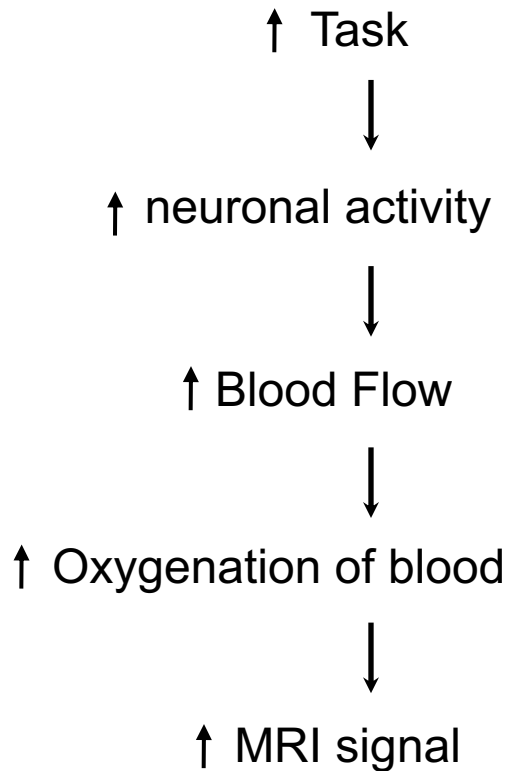 Task
neuronal activity
Blood Flow
Oxygenation of blood
MRI signal